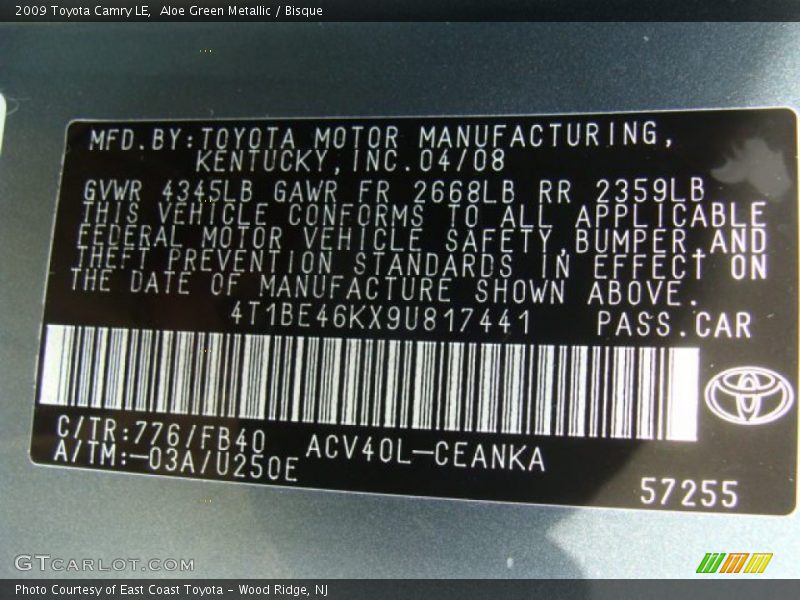 2009 Toyota Camry LE,  Aloe Green Metallic / Bisque
MFD.BY:TOYOTA MOTOR MANUFACTURING,
KENTUCKY,INC.04/08
GVWR 4345LB GAWR FR 2668LB RR 2359LB
THIS VEHICLE CONFORMS TO ALL APPLICABLE
FEDERAL MOTOR VEHICLE SAFETY,BUMPER,AND
THEFT PREVENTION STANDARDS IN EFFECT ON
THE DATE OF MANUFACTURE SHOWN ABOVE.
4T1BE46KX9U817441 PASS.CAR
C/TR:776/FB40 ACV40L-CEANKA
A/TM:-03A/U250E
57255
GTCARLOT.COM
Photo Courtesy of East Coast Toyota - Wood Ridge, NJ